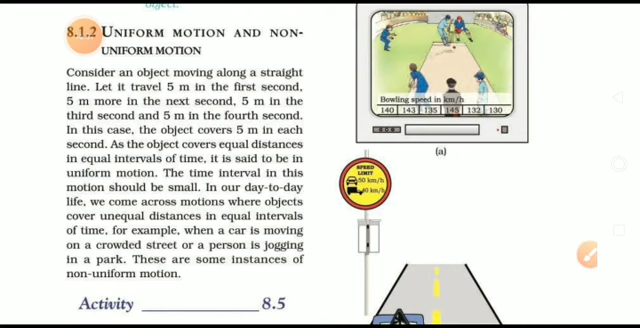 object.
8.1.2 UNIFORM MOTION AND NON-
UNIFORM MOTION
Consider an object moving along a straight
line. Let it travel 5 m in the first second,
5 m more in the next second, 5 m in the
third second and 5 m in the fourth second.
In this case, the object covers 5 m in each
second. As the object covers equal distances
in equal intervals of time, it is said to be in
uniform motion. The time interval in this
motion should be small. In our day-to-day
life, we come across motions where objects
cover unequal distances in equal intervals
of time, for example, when a car is moving
on a crowded street or a person is jogging
in a park. These are some instances of
non-uniform motion.
Activity ______________ 8.5
Bowling speed in km/h
140 143 135 145 132 130
(a)
SPEED
LIMIT
50 km/h
40 km/h